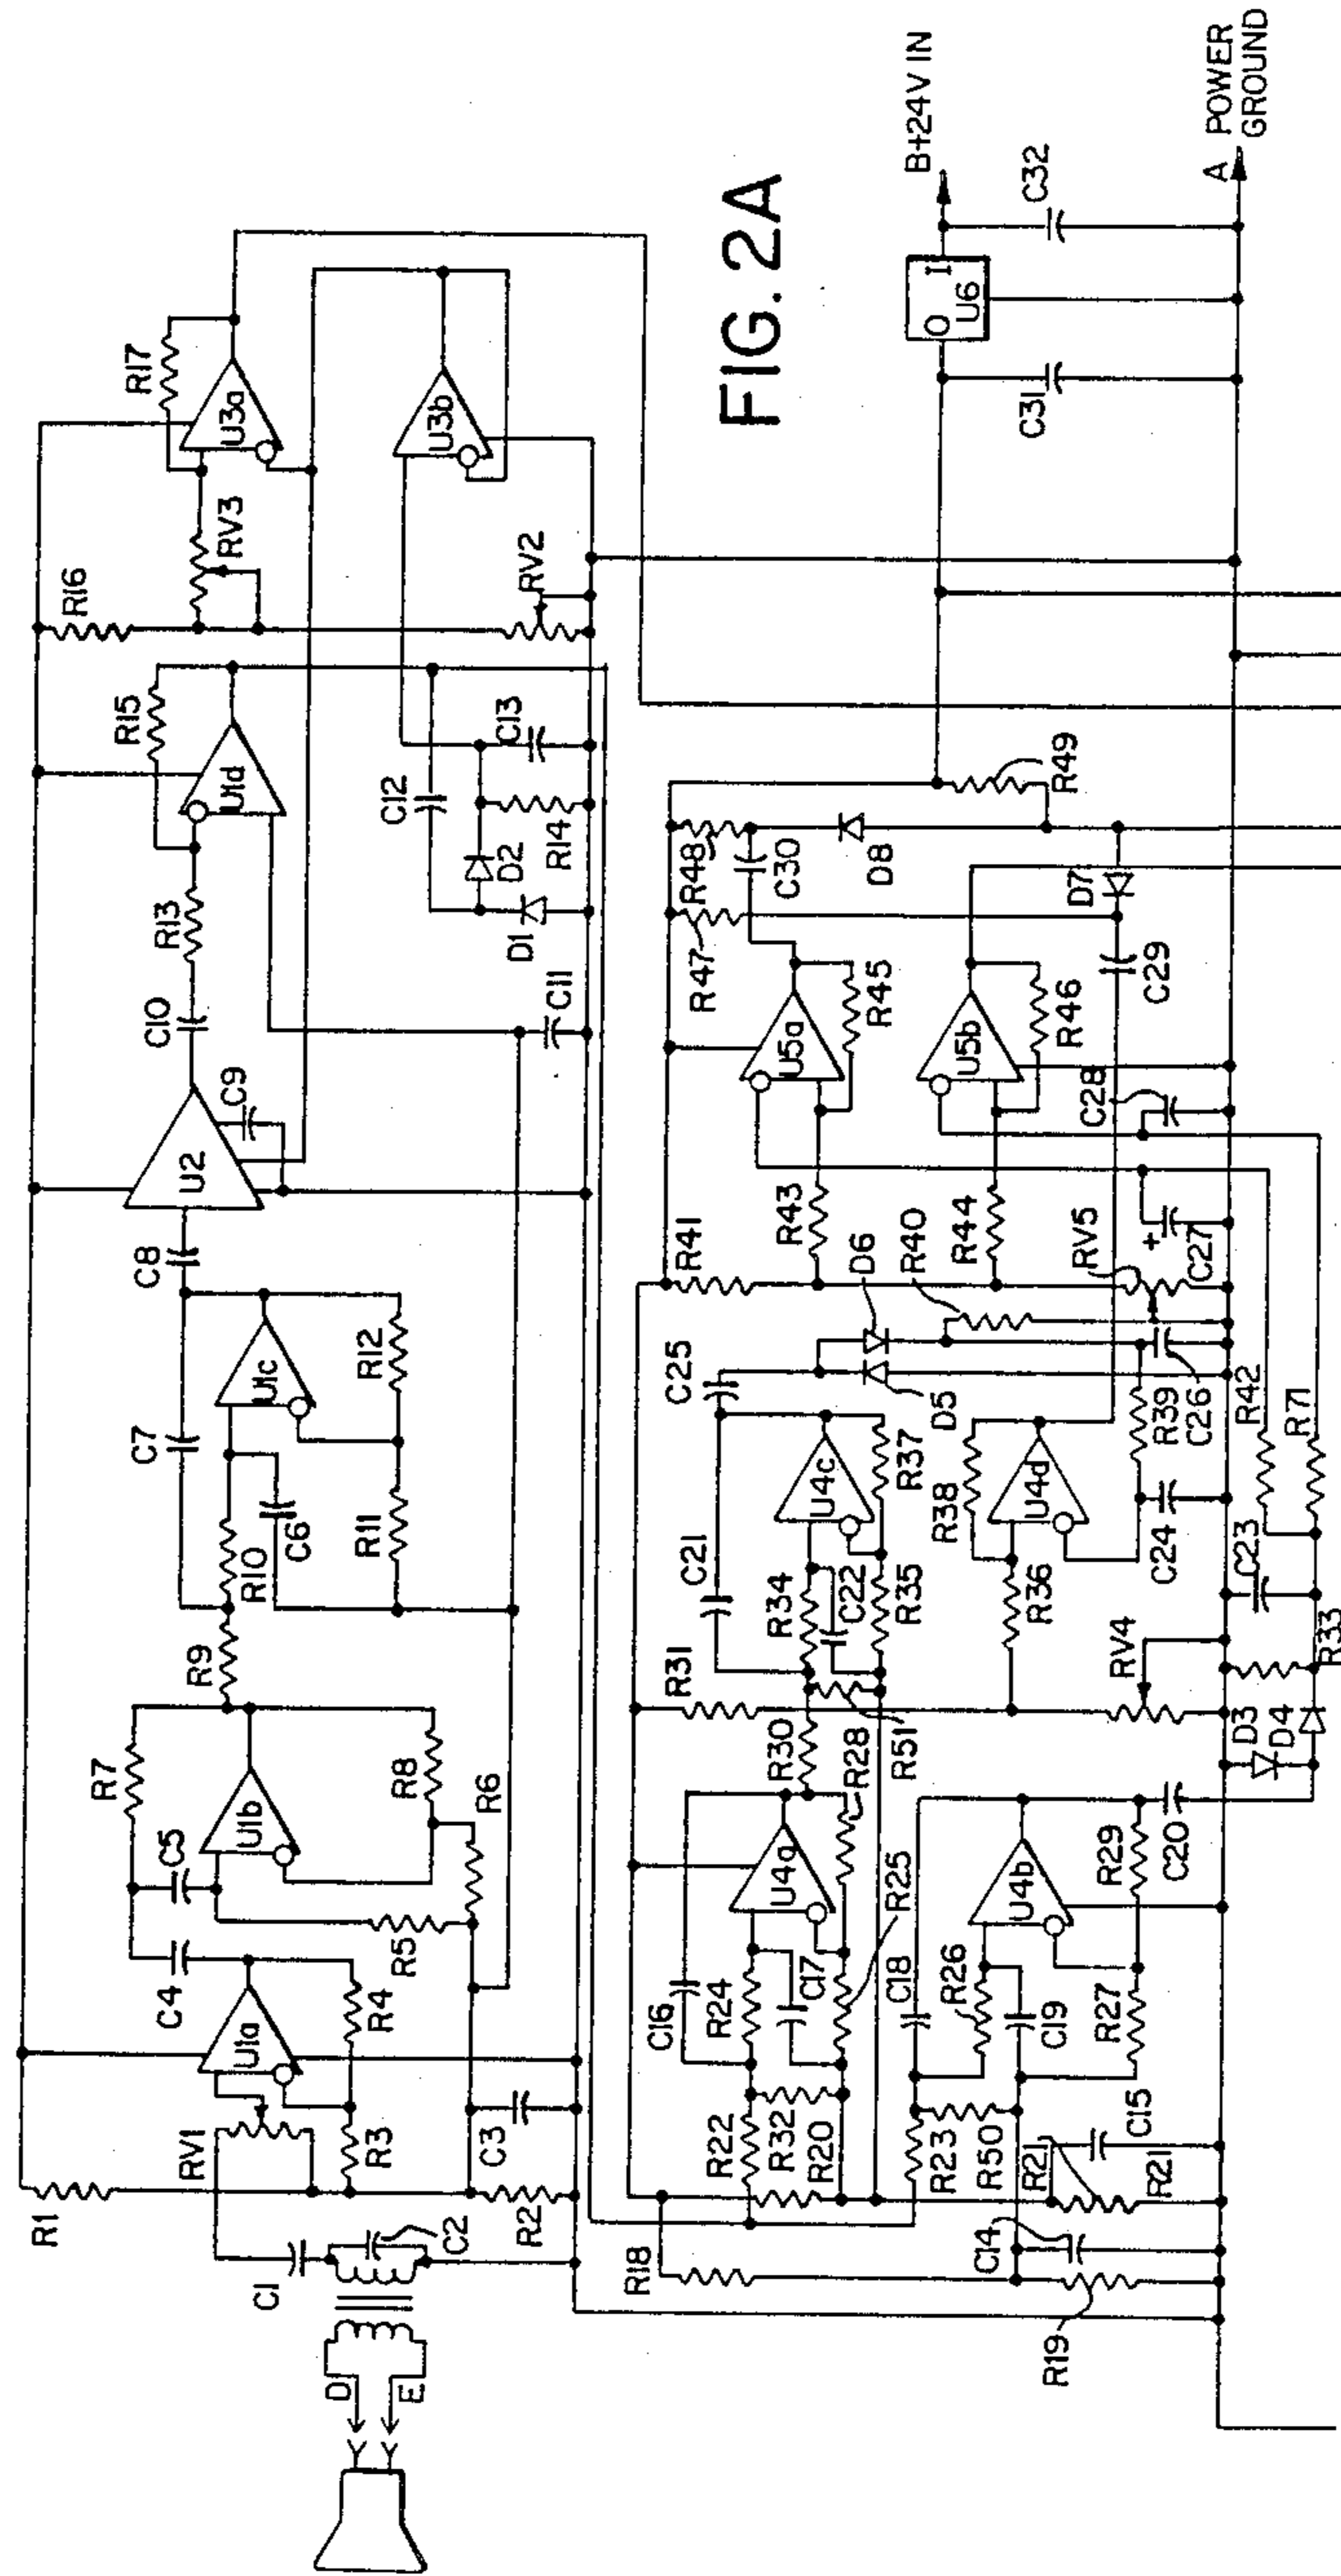 FIG. 2A
R1
C1
C2
D
E
RV1
R3
R2
C3
U1a
R4
C4
C5
R5
R6
R7
U1b
R8
R9
R10
C6
R11
C7
U1c
R12
C8
U2
C9
C10
R13
C11
R15
U1d
C12
D1
D2
R14
C13
R16
RV3
RV2
R17
U3a
U3b
R18
R19
C14
R21
R21
C15
R22
R32
R20
R23
R50
C16
R24
C17
R25
U4a
R28
C18
R26
C19
R27
U4b
R29
C20
R30
R51
R31
D3
D4
RV4
R33
C21
R34
C22
R35
U4c
R37
R36
R38
U4d
C23
C24
R39
C26
R42
R71
C25
D5
D6
R40
R41
R43
R44
RV5
+
C27
C28
U5a
R45
U5b
R46
R47
R48
C30
C29
D7
D8
R49
C31
O
I
U6
C32
B+24V IN
A
POWER
GROUND